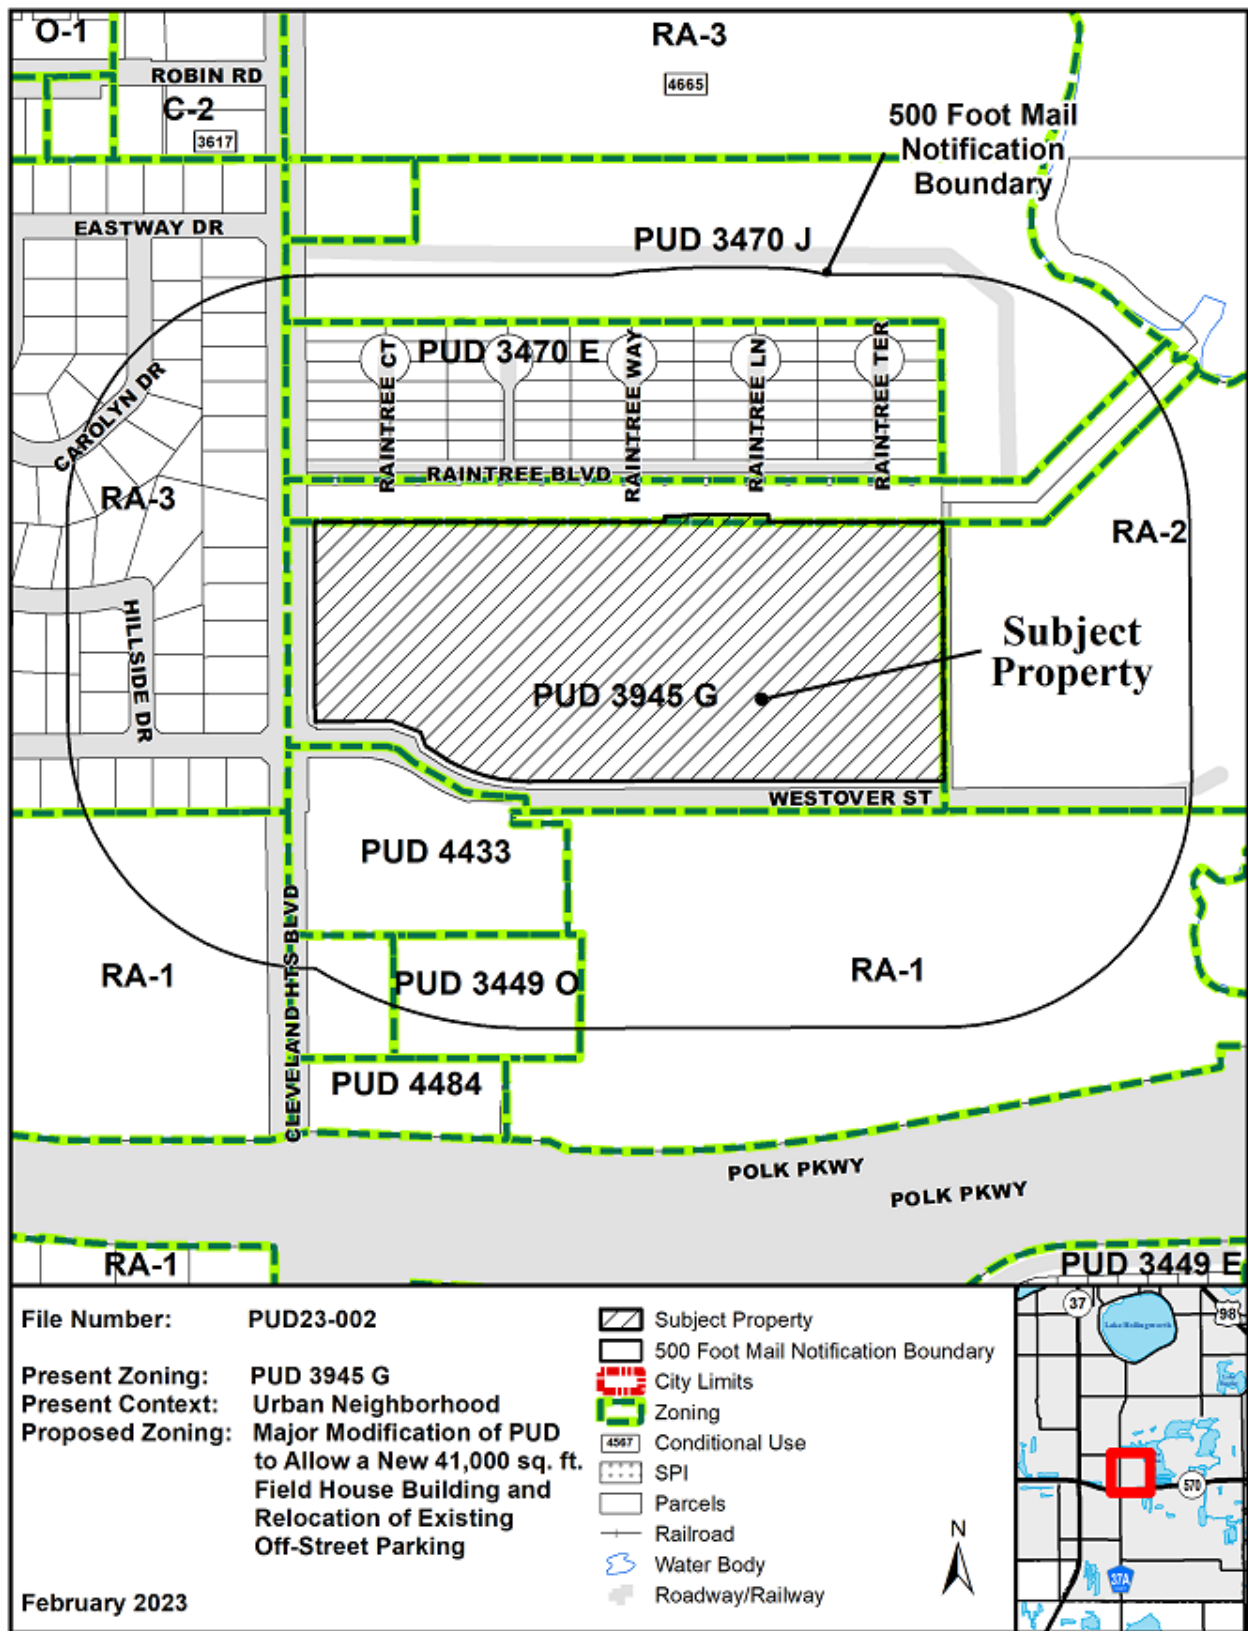 O-1
RA-3
ROBIN RD
4665
C-2
3617
500 Foot Mail
Notification
Boundary
EASTWAY DR
PUD 3470 J
PUD 3470 E
RAINTREE CT
RAINTREE WAY
RAINTREE LN
RAINTREE TER
CAROLYN DR
RAINTREE BLVD
RA-3
RA-2
HILLSIDE DR
Subject
Property
PUD 3945 G
WESTOVER ST
PUD 4433
CLEVELAND HTS BLVD
RA-1
PUD 3449 O
RA-1
PUD 4484
POLK PKWY
POLK PKWY
RA-1
PUD 3449 E
File Number: PUD23-002
Present Zoning: PUD 3945 G
Present Context: Urban Neighborhood
Proposed Zoning: Major Modification of PUD
to Allow a New 41,000 sq. ft.
Field House Building and
Relocation of Existing
Off-Street Parking
February 2023
Subject Property
500 Foot Mail Notification Boundary
City Limits
Zoning
4567 Conditional Use
SPI
Parcels
Railroad
Water Body
Roadway/Railway
N
37
98
Lake Hollingsworth
570
37A